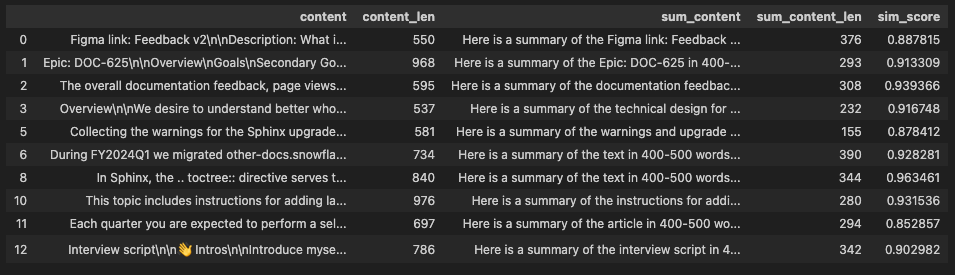 content content_len sum_content sum_content_len sim_score
0 Figma link: Feedback v2\n\nDescription: What i... 550 Here is a summary of the Figma link: Feedback ... 376 0.887815
1 Epic: DOC-625\n\nOverview\nGoals\nSecondary Go... 968 Here is a summary of the Epic: DOC-625 in 400-... 293 0.913309
2 The overall documentation feedback, page views... 595 Here is a summary of the documentation feedbac... 308 0.939366
3 Overview\n\nWe desire to understand better who... 537 Here is a summary of the technical design for ... 232 0.916748
5 Collecting the warnings for the Sphinx upgrade... 581 Here is a summary of the warnings and upgrade ... 155 0.878412
6 During FY2024Q1 we migrated other-docs.snowfla... 734 Here is a summary of the text in 400-500 words... 390 0.928281
8 In Sphinx, the .. toctree:: directive serves t... 840 Here is a summary of the text in 400-500 words... 344 0.963461
10 This topic includes instructions for adding la... 976 Here is a summary of the instructions for addi... 280 0.931536
11 Each quarter you are expected to perform a sel... 697 Here is a summary of the article in 400-500 wo... 294 0.852857
12 Interview script\n\n👋 Intros\n\nIntroduce myse... 786 Here is a summary of the interview script in 4... 342 0.902982